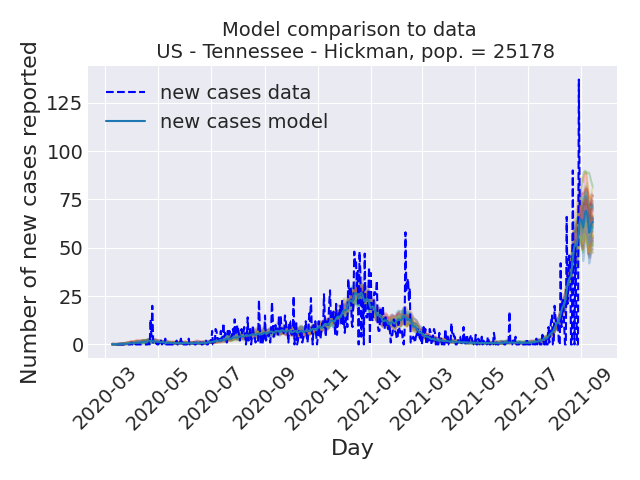 Model comparison to data
US - Tennessee - Hickman, pop. = 25178
Number of new cases reported
125
100
75
50
25
0
new cases data
new cases model
2020-03
2020-05
2020-07
2020-09
2020-11
2021-01
2021-03
2021-05
2021-07
2021-09
Day